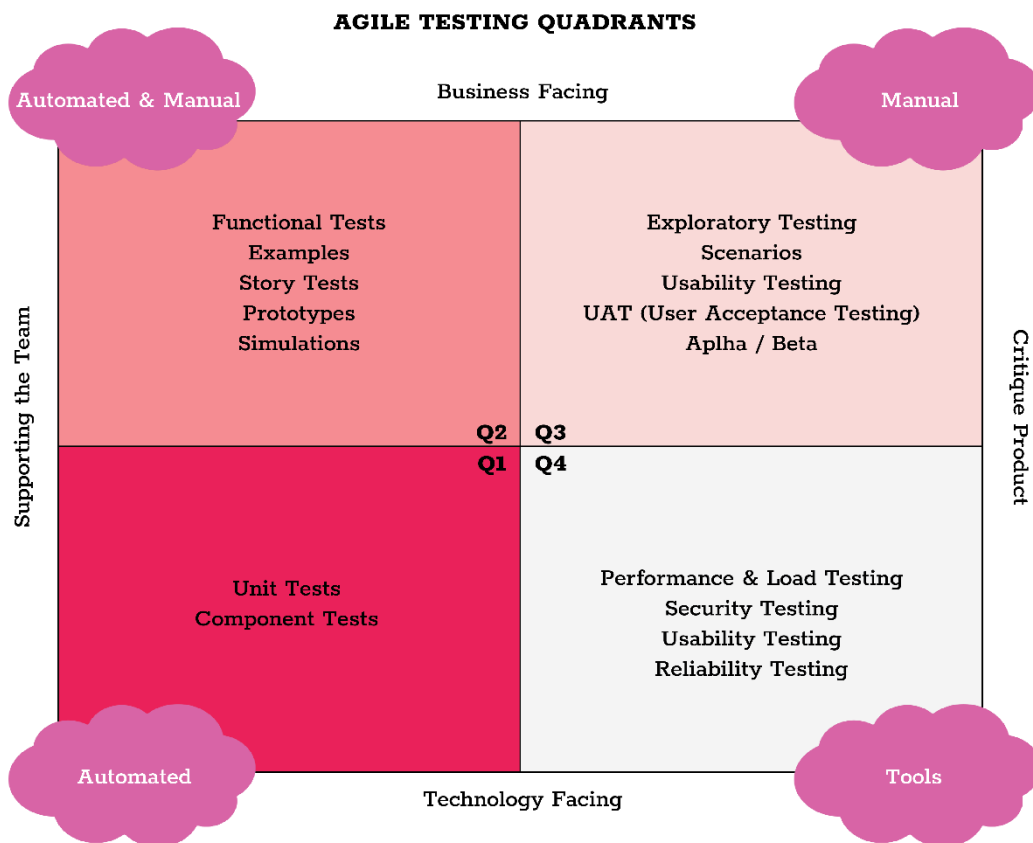 AGILE TESTING QUADRANTS
Automated & Manual
Business Facing
Manual
Functional Tests
Examples
Story Tests
Prototypes
Simulations
Exploratory Testing
Scenarios
Usability Testing
UAT (User Acceptance Testing)
Aplha / Beta
Supporting the Team
Critique Product
Q2
Q3
Q1
Q4
Unit Tests
Component Tests
Performance & Load Testing
Security Testing
Usability Testing
Reliability Testing
Automated
Technology Facing
Tools